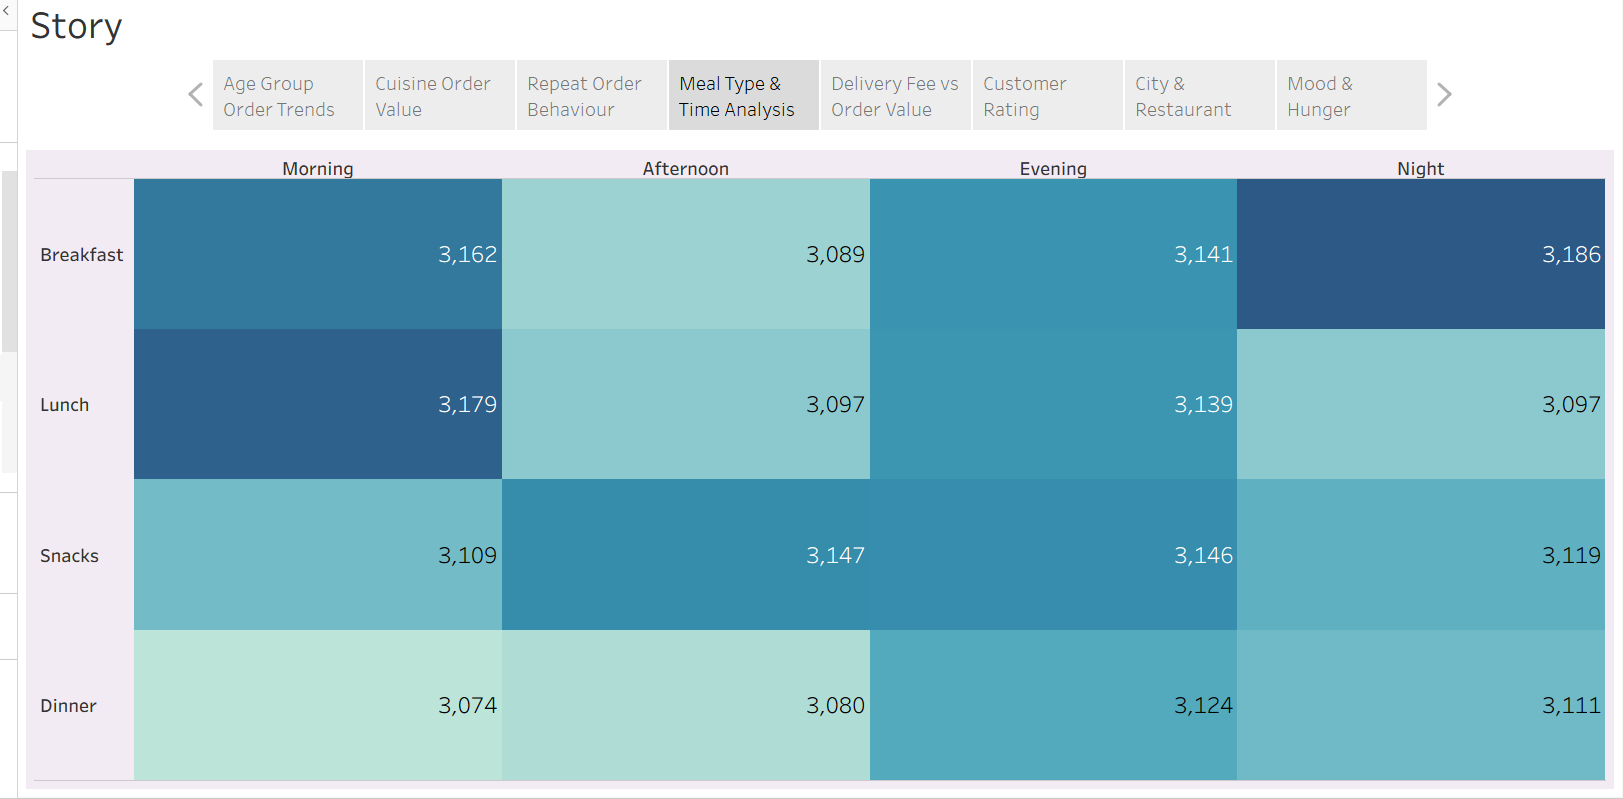 Story
Age Group
Order Trends
Cuisine Order
Value
Repeat Order
Behaviour
Meal Type &
Time Analysis
Delivery Fee vs
Order Value
Customer
Rating
City &
Restaurant
Mood &
Hunger
Morning Afternoon Evening Night
Breakfast 3,162 3,089 3,141 3,186
Lunch 3,179 3,097 3,139 3,097
Snacks 3,109 3,147 3,146 3,119
Dinner 3,074 3,080 3,124 3,111